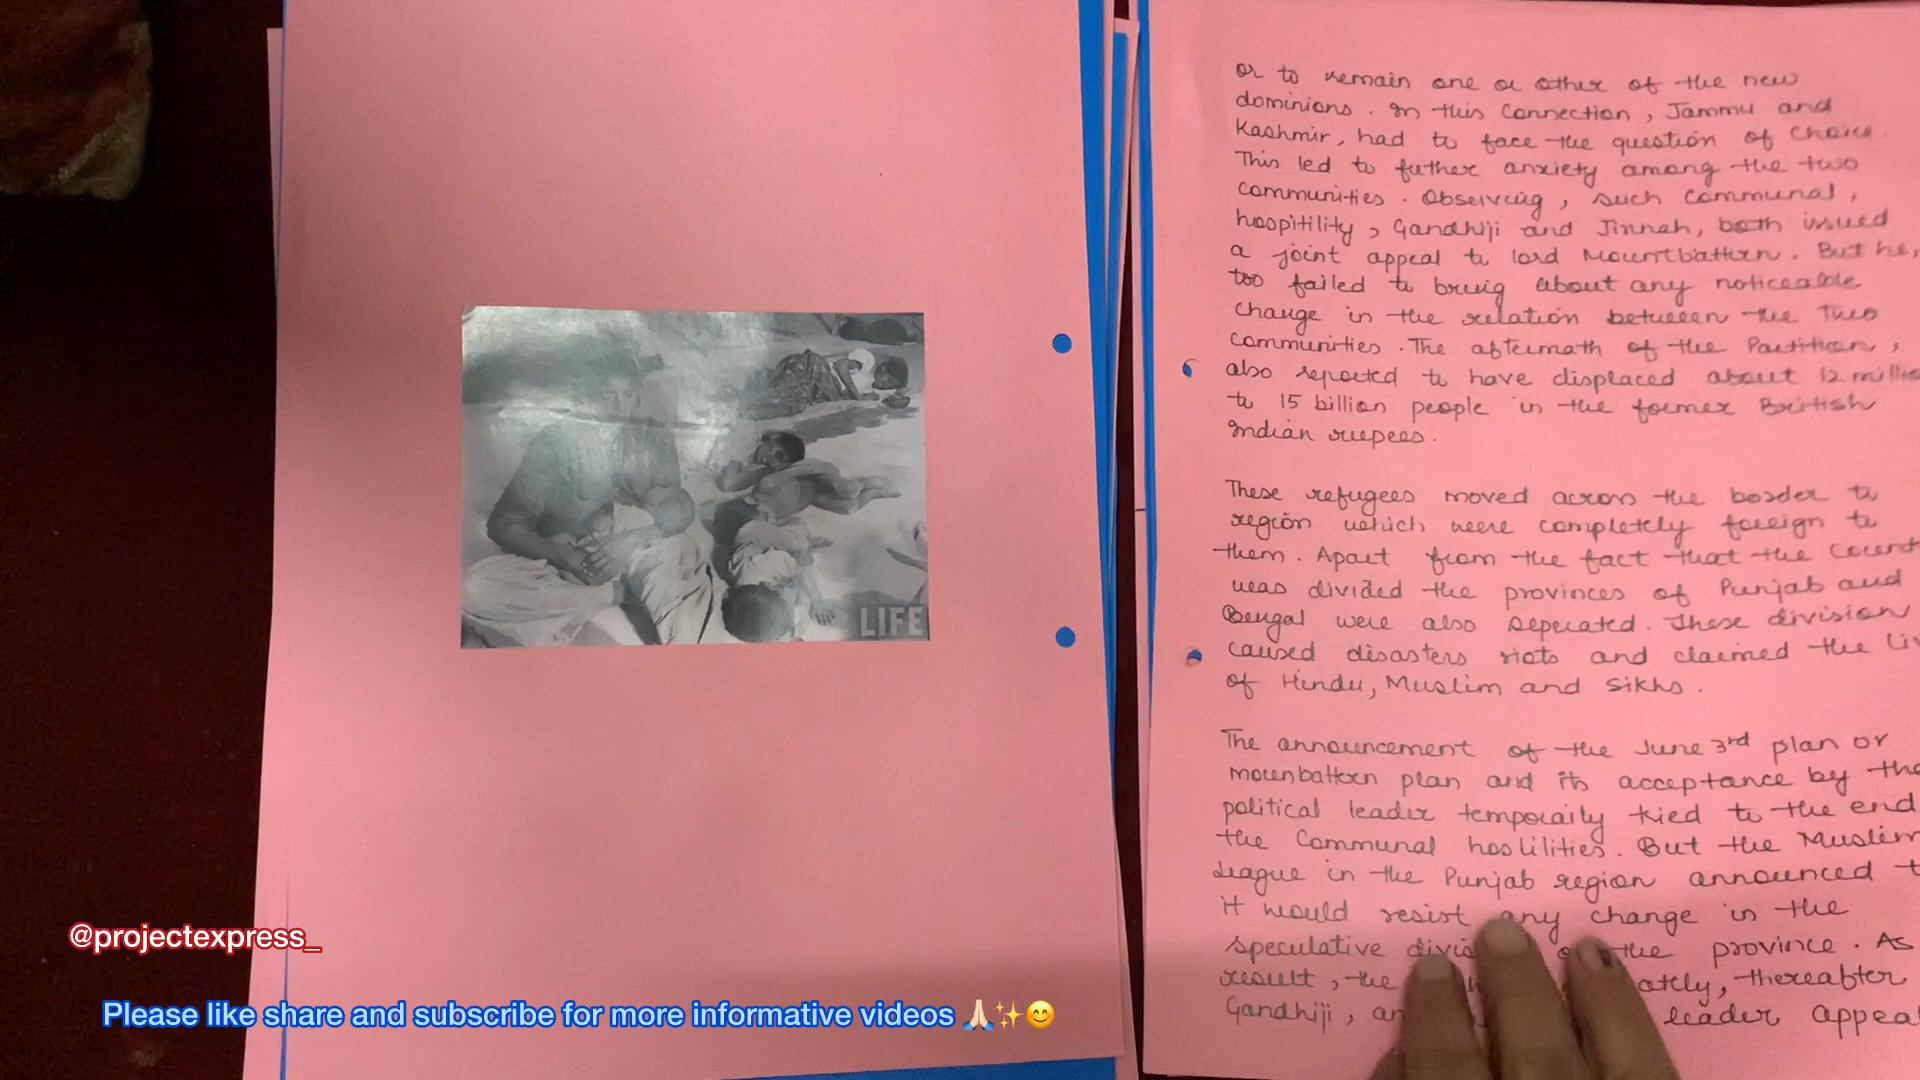 LIFE
@projectexpress_
Please like share and subscribe for more informative videos 🙏🏻✨😊
or to remain one or other of the new
dominions. In this Connection, Jammu and
Kashmir, had to face the question of Choice.
This led to futher anxiety among the two
communities. Observing, such Communal,
hospitility, Gandhiji and Jinnah, both issued
a joint appeal to lord Mountbattern. But he,
too failed to bring about any noticeable
change in the relation between the Two
communities. The aftermath of the Partition,
also reported to have displaced about 12
to 15 billion people in the former British
Indian rupees.
These refugees moved across the border to
region which were completely foreign to
them. Apart from the fact that the
was divided the provinces of Punjab and
Bengal were also seperated. These division
caused disasters riots and claimed the
of Hindu, Muslim and Sikhs.
The announcement of the June 3rd plan or
mounbattern plan and its acceptance by the
political leader temporaily tried to the end
the Communal hoslilities. But the Muslim
League in the Punjab region announced
it would resist any change in the
speculative the province. As
result, the thereafter
Gandhiji, leader